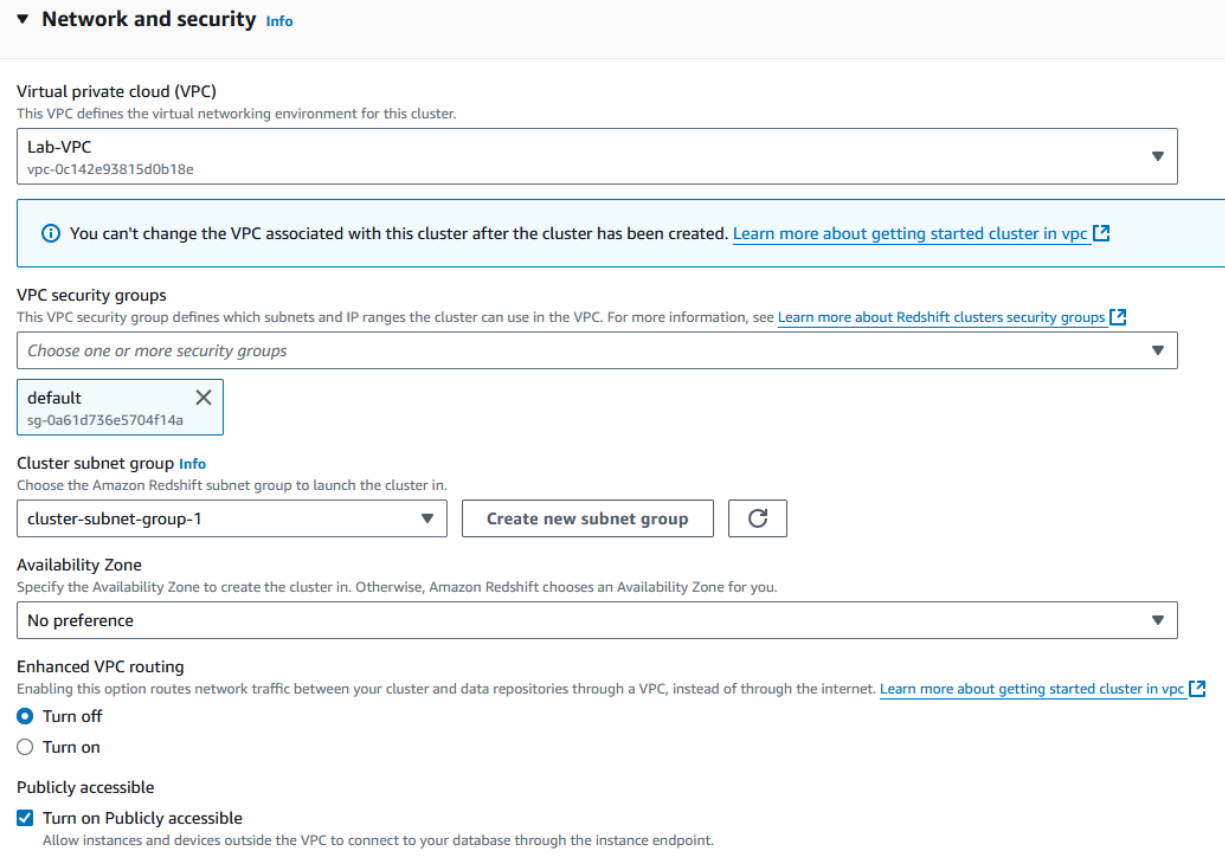 Network and security Info
Virtual private cloud (VPC)
This VPC defines the virtual networking environment for this cluster.
Lab-VPC
vpc-0c142e93815d0b18e
You can't change the VPC associated with this cluster after the cluster has been created. Learn more about getting started cluster in vpc
VPC security groups
This VPC security group defines which subnets and IP ranges the cluster can use in the VPC. For more information, see Learn more about Redshift clusters security groups
Choose one or more security groups
default
sg-0a61d736e5704f14a
Cluster subnet group Info
Choose the Amazon Redshift subnet group to launch the cluster in.
cluster-subnet-group-1 Create new subnet group
Availability Zone
Specify the Availability Zone to create the cluster in. Otherwise, Amazon Redshift chooses an Availability Zone for you.
No preference
Enhanced VPC routing
Enabling this option routes network traffic between your cluster and data repositories through a VPC, instead of through the internet. Learn more about getting started cluster in vpc
Turn off
Turn on
Publicly accessible
Turn on Publicly accessible
Allow instances and devices outside the VPC to connect to your database through the instance endpoint.